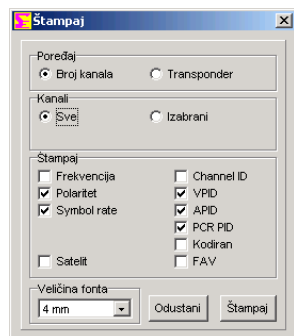 Štampaj
Poređaj
Broj kanala Transponder
Kanali
Sve Izabrani
Štampaj
Frekvencija Channel ID
Polaritet VPID
Symbol rate APID
PCR PID
Kodiran
Satelit FAV
Veličina fonta
4 mm Odustani Štampaj